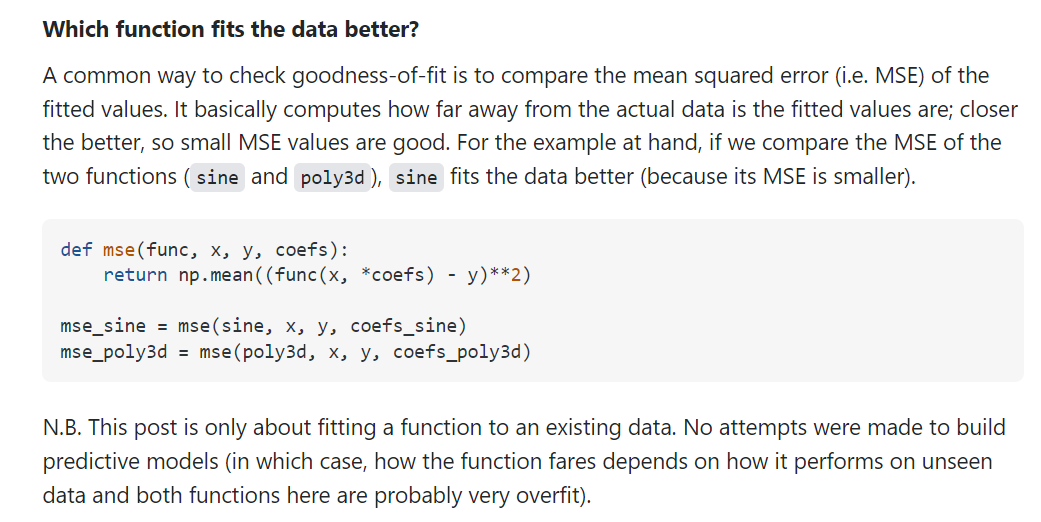 Which function fits the data better?
A common way to check goodness-of-fit is to compare the mean squared error (i.e. MSE) of the
fitted values. It basically computes how far away from the actual data is the fitted values are; closer
the better, so small MSE values are good. For the example at hand, if we compare the MSE of the
two functions (sine and poly3d), sine fits the data better (because its MSE is smaller).
def mse(func, x, y, coefs):
    return np.mean((func(x, *coefs) - y)**2)
mse_sine = mse(sine, x, y, coefs_sine)
mse_poly3d = mse(poly3d, x, y, coefs_poly3d)
N.B. This post is only about fitting a function to an existing data. No attempts were made to build
predictive models (in which case, how the function fares depends on how it performs on unseen
data and both functions here are probably very overfit).